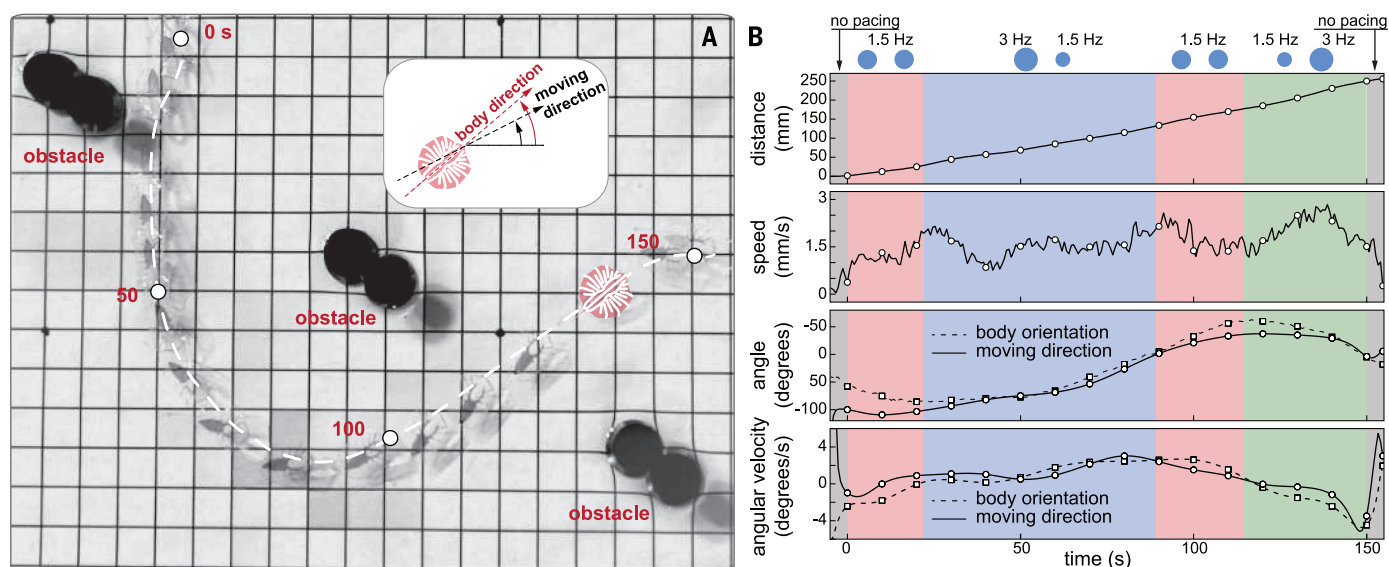 A
0 s
obstacle
body direction
moving
direction
50
obstacle
150
100
obstacle
B
no pacing
no pacing
1.5 Hz
3 Hz
1.5 Hz
1.5 Hz
1.5 Hz
3 Hz
distance
(mm)
250
200
150
100
50
0
speed
(mm/s)
3
1.5
0
angle
(degrees)
-50
0
50
-100
body orientation
moving direction
angular velocity
(degrees/s)
4
0
-4
body orientation
moving direction
0
50
100
150
time (s)